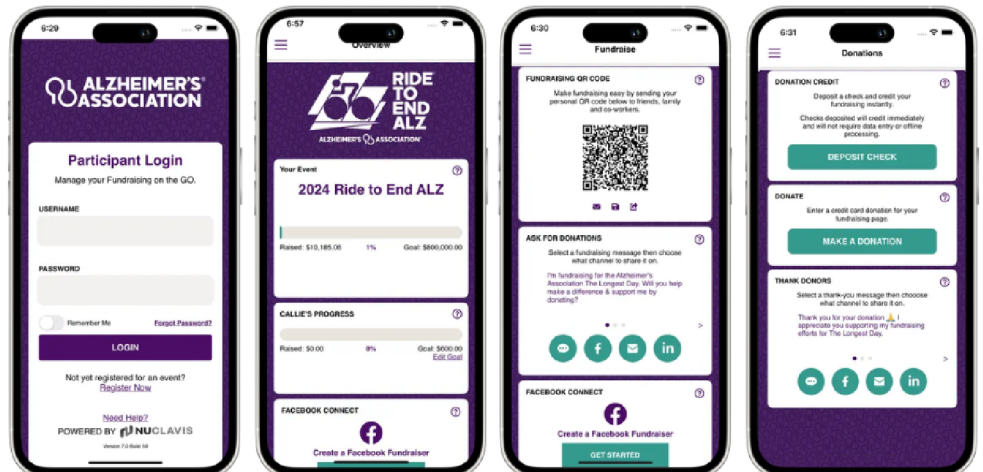 6:29
ALZHEIMER'S
ASSOCIATION
Participant Login
Manage your Fundraising on the GO.
USERNAME
PASSWORD
Remember Me
Forgot Password?
LOGIN
Not yet registered for an event?
Register Now
Need Help?
POWERED BY NUCLAVIS
Version 7.0 Build 59
6:57
Overview
RIDE
TO
END
ALZ
ALZHEIMER'S ASSOCIATION
Your Event
2024 Ride to End ALZ
Raised: $10,185.06 1% Goal: $800,000.00
CALLIE'S PROGRESS
Raised: $0.00 0% Goal: $600.00
Edit Goal
FACEBOOK CONNECT
Create a Facebook Fundraiser
6:30
Fundraise
FUNDRAISING QR CODE
Make fundraising easy by sending your
personal QR code below to friends, family
and co-workers.
ASK FOR DONATIONS
Select a fundraising message then choose
what channel to share it on.
I'm fundraising for the Alzheimer's
Association The Longest Day. Will you help
make a difference & support me by
donating?
FACEBOOK CONNECT
Create a Facebook Fundraiser
GET STARTED
6:31
Donations
DONATION CREDIT
Deposit a check and credit your
fundraising instantly.
Checks deposited will credit immediately
and will not require data entry or offline
processing.
DEPOSIT CHECK
DONATE
Enter a credit card donation for your
fundraising page.
MAKE A DONATION
THANK DONORS
Select a thank-you message then choose
what channel to share it on.
Thank you for your donation 🙏 I
appreciate you supporting my fundraising
efforts for The Longest Day.